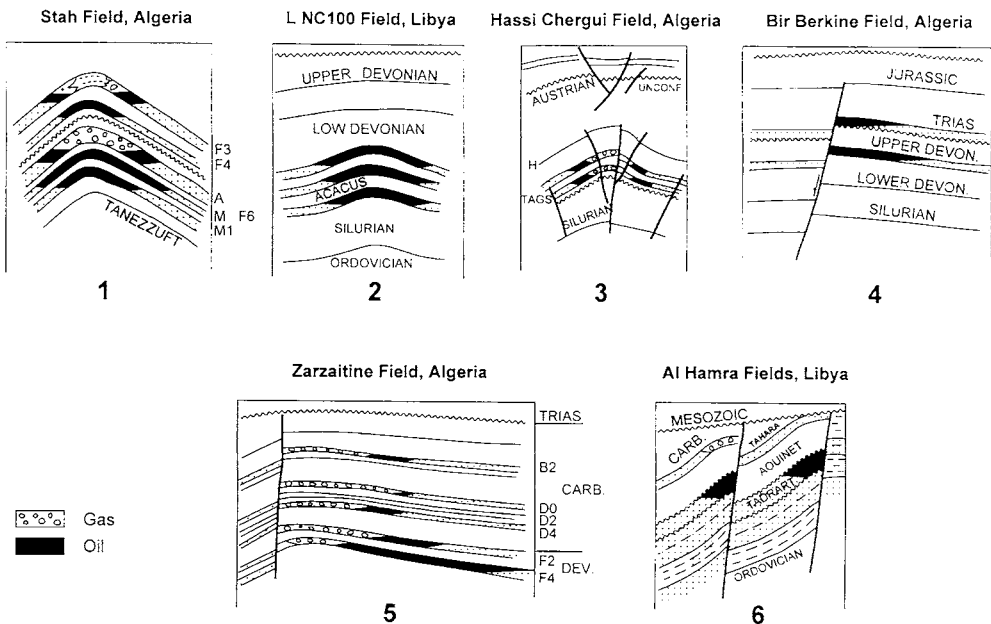 Stah Field, Algeria
F3
F4
A
M F6
M1
TANEZZUFT
1
L NC100 Field, Libya
UPPER DEVONIAN
LOW DEVONIAN
ACACUS
SILURIAN
ORDOVICIAN
2
Hassi Chergui Field, Algeria
AUSTRIAN
UNCONF
H
TAGS
SILURIAN
3
Bir Berkine Field, Algeria
JURASSIC
TRIAS
UPPER DEVON.
LOWER DEVON.
SILURIAN
4
Gas
Oil
Zarzaitine Field, Algeria
TRIAS
B2
CARB.
D0
D2
D4
F2
DEV.
F4
5
Al Hamra Fields, Libya
MESOZOIC
CARB.
TAHARA
AOUINET
TADRART
ORDOVICIAN
6